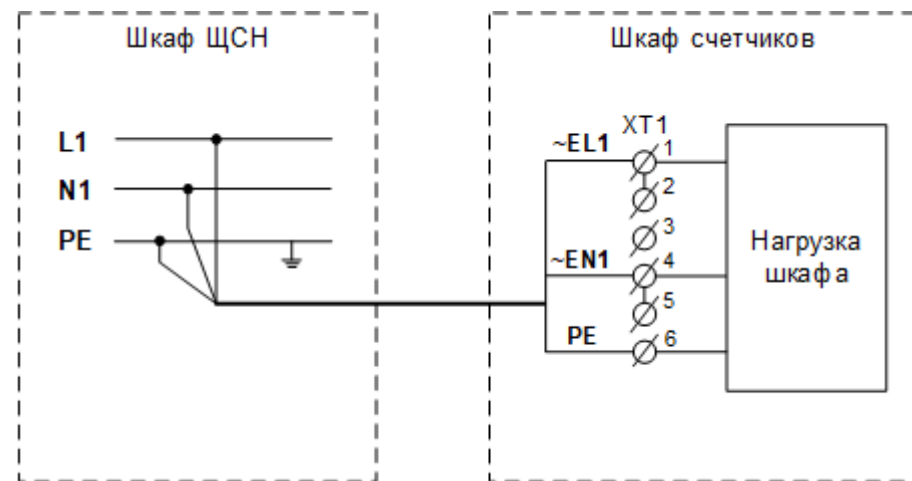 Шкаф ЩСН
L1
N1
PE
Шкаф счетчиков
XT1
~EL1
1
2
3
~EN1
4
5
PE
6
Нагрузка
шкафа